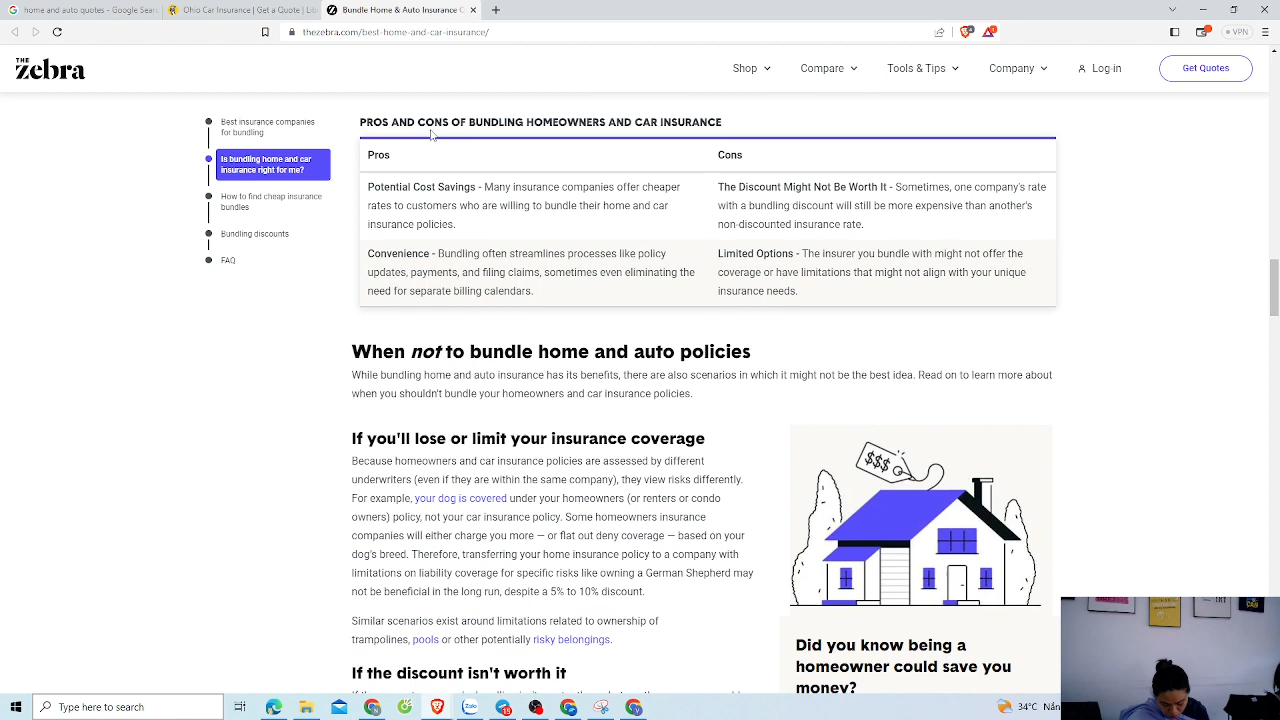 home and auto quotes - Google Sear
Ohio Car Insurance | Get a Quote | Lib
Bundle Home & Auto Insurance
thezebra.com/best-home-and-car-insurance/
VPN
THE Zebra
Shop
Compare
Tools & Tips
Company
Log-in
Get Quotes
Best insurance companies
for bundling
Is bundling home and car
insurance right for me?
How to find cheap insurance
bundles
Bundling discounts
FAQ
PROS AND CONS OF BUNDLING HOMEOWNERS AND CAR INSURANCE
Pros
Cons
Potential Cost Savings - Many insurance companies offer cheaper
rates to customers who are willing to bundle their home and car
insurance policies.
The Discount Might Not Be Worth It - Sometimes, one company's rate
with a bundling discount will still be more expensive than another's
non-discounted insurance rate.
Convenience - Bundling often streamlines processes like policy
updates, payments, and filing claims, sometimes even eliminating the
need for separate billing calendars.
Limited Options - The insurer you bundle with might not offer the
coverage or have limitations that might not align with your unique
insurance needs.
When not to bundle home and auto policies
While bundling home and auto insurance has its benefits, there are also scenarios in which it might not be the best idea. Read on to learn more about
when you shouldn't bundle your homeowners and car insurance policies.
If you'll lose or limit your insurance coverage
Because homeowners and car insurance policies are assessed by different
underwriters (even if they are within the same company), they view risks differently.
For example, your dog is covered under your homeowners (or renters or condo
owners) policy, not your car insurance policy. Some homeowners insurance
companies will either charge you more — or flat out deny coverage — based on your
dog's breed. Therefore, transferring your home insurance policy to a company with
limitations on liability coverage for specific risks like owning a German Shepherd may
not be beneficial in the long run, despite a 5% to 10% discount.
Similar scenarios exist around limitations related to ownership of
trampolines, pools or other potentially risky belongings.
If the discount isn't worth it
$$$
Did you know being a
homeowner could save you
money?
Type here to search
Zalo
34°C Nắn